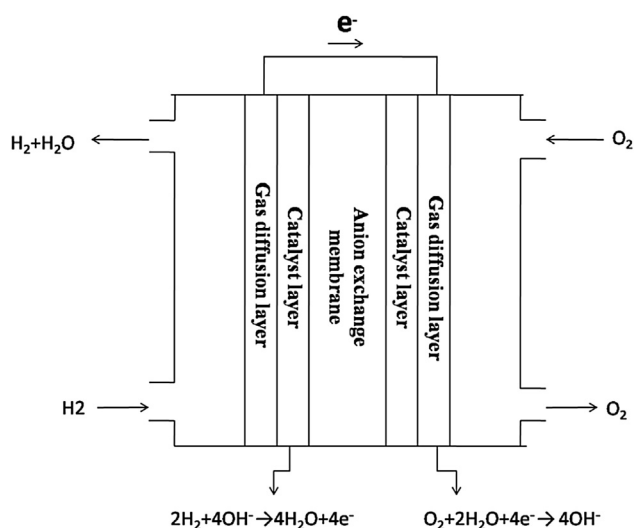 e⁻
H₂+H₂O
O₂
Gas diffusion layer
Catalyst layer
Anion exchange
membrane
Catalyst layer
Gas diffusion layer
H2
O₂
2H₂+4OH⁻→4H₂O+4e⁻
O₂+2H₂O+4e⁻→ 4OH⁻